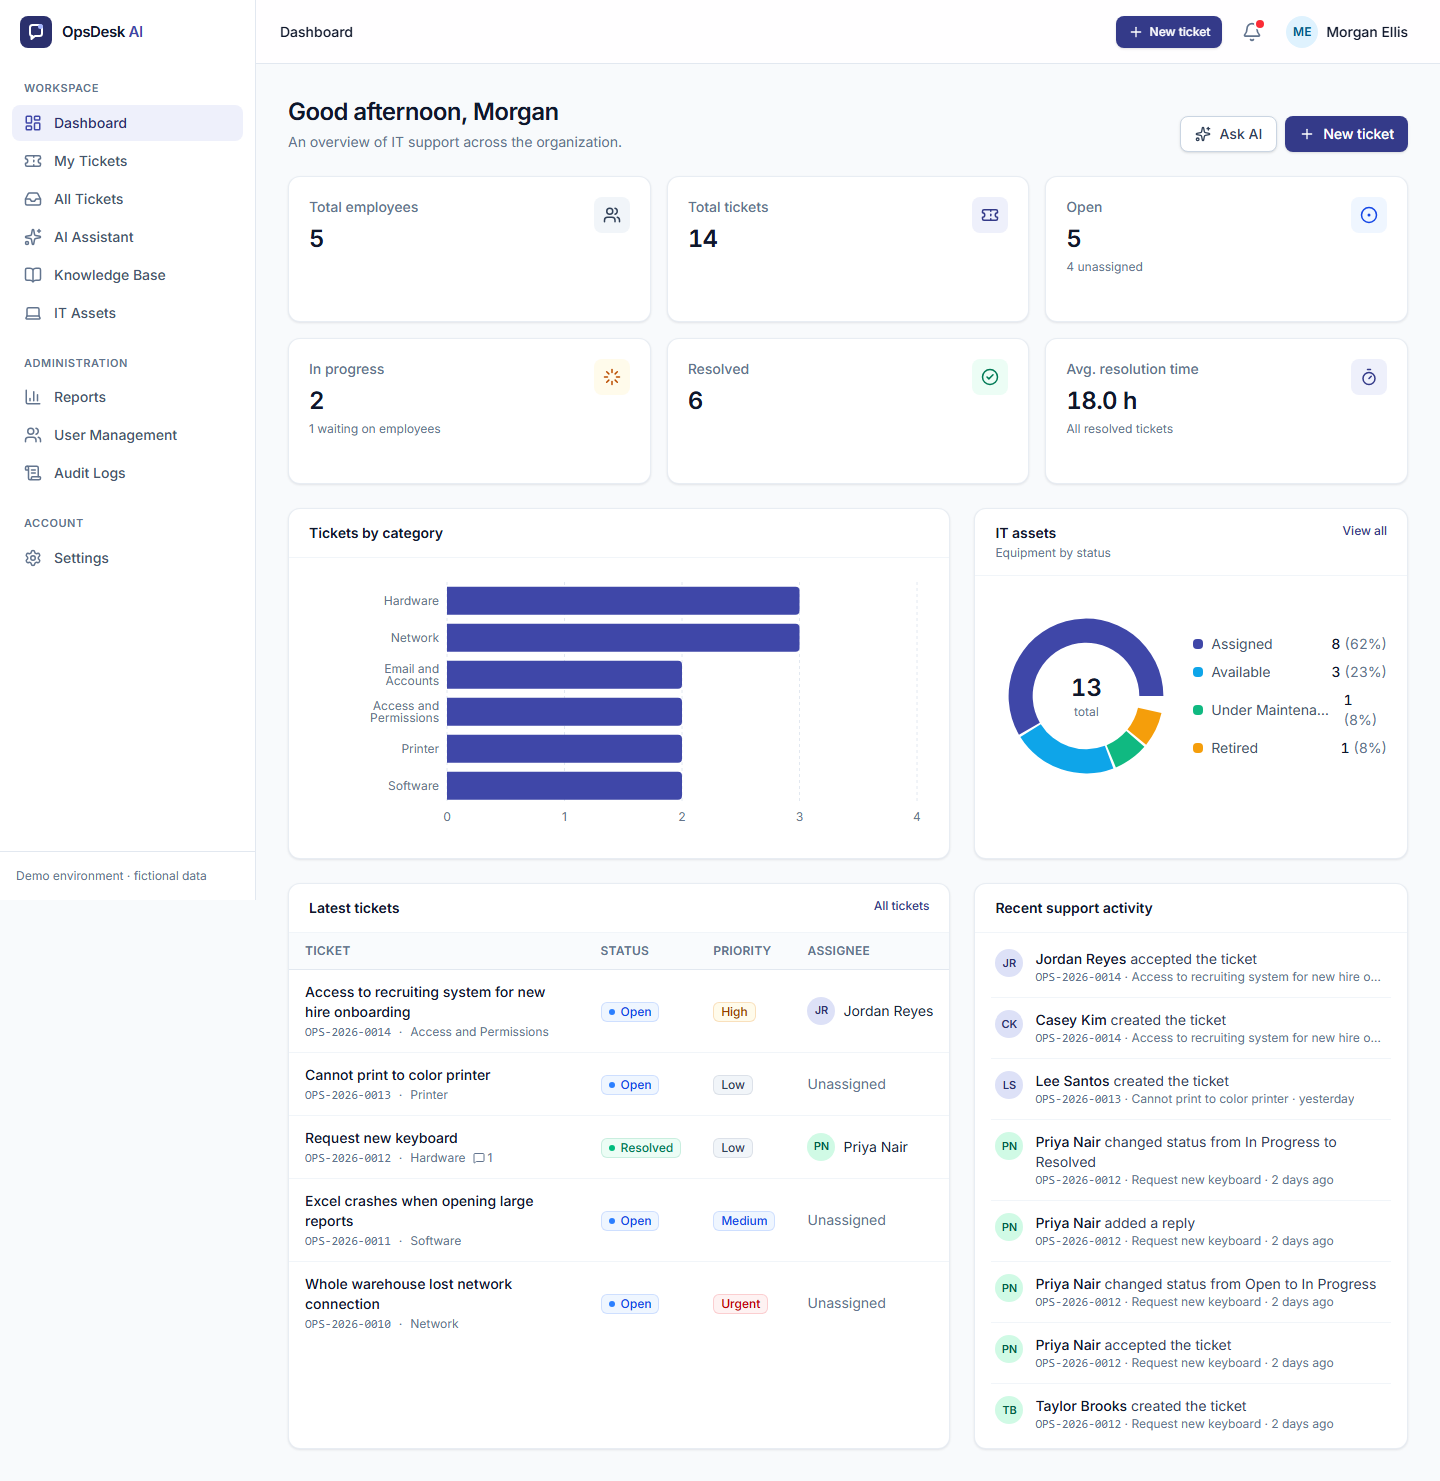 OpsDesk AI
WORKSPACE
Dashboard
My Tickets
All Tickets
AI Assistant
Knowledge Base
IT Assets
ADMINISTRATION
Reports
User Management
Audit Logs
ACCOUNT
Settings
Demo environment · fictional data
Dashboard
New ticket
ME Morgan Ellis
Good afternoon, Morgan
An overview of IT support across the organization.
Ask AI
New ticket
Total employees
5
Total tickets
14
Open
5
4 unassigned
In progress
2
1 waiting on employees
Resolved
6
Avg. resolution time
18.0 h
All resolved tickets
Tickets by category
Hardware
Network
Email and
Accounts
Access and
Permissions
Printer
Software
0 1 2 3 4
IT assets
View all
Equipment by status
13
total
Assigned 8 (62%)
Available 3 (23%)
Under Maintena... 1
(8%)
Retired 1 (8%)
Latest tickets
All tickets
TICKET STATUS PRIORITY ASSIGNEE
Access to recruiting system for new
hire onboarding
OPS-2026-0014 · Access and Permissions
Open High JR Jordan Reyes
Cannot print to color printer
OPS-2026-0013 · Printer
Open Low Unassigned
Request new keyboard
OPS-2026-0012 · Hardware 1
Resolved Low PN Priya Nair
Excel crashes when opening large
reports
OPS-2026-0011 · Software
Open Medium Unassigned
Whole warehouse lost network
connection
OPS-2026-0010 · Network
Open Urgent Unassigned
Recent support activity
JR Jordan Reyes accepted the ticket
OPS-2026-0014 · Access to recruiting system for new hire o...
CK Casey Kim created the ticket
OPS-2026-0014 · Access to recruiting system for new hire o...
LS Lee Santos created the ticket
OPS-2026-0013 · Cannot print to color printer · yesterday
PN Priya Nair changed status from In Progress to
Resolved
OPS-2026-0012 · Request new keyboard · 2 days ago
PN Priya Nair added a reply
OPS-2026-0012 · Request new keyboard · 2 days ago
PN Priya Nair changed status from Open to In Progress
OPS-2026-0012 · Request new keyboard · 2 days ago
PN Priya Nair accepted the ticket
OPS-2026-0012 · Request new keyboard · 2 days ago
TB Taylor Brooks created the ticket
OPS-2026-0012 · Request new keyboard · 2 days ago